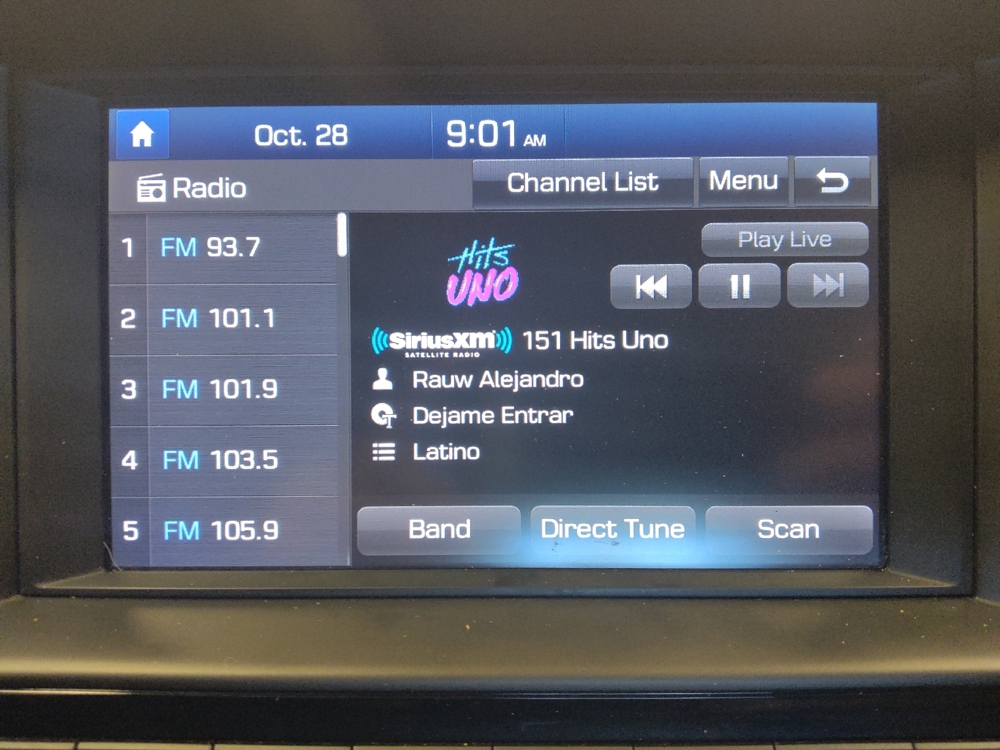 Oct. 28 9:01 AM
Radio Channel List Menu
1 FM 93.7
2 FM 101.1
3 FM 101.9
4 FM 103.5
5 FM 105.9
Play Live
Hits
UNO
SiriusXM 151 Hits Uno
SATELLITE RADIO
Rauw Alejandro
T Dejame Entrar
Latino
Band Direct Tune Scan